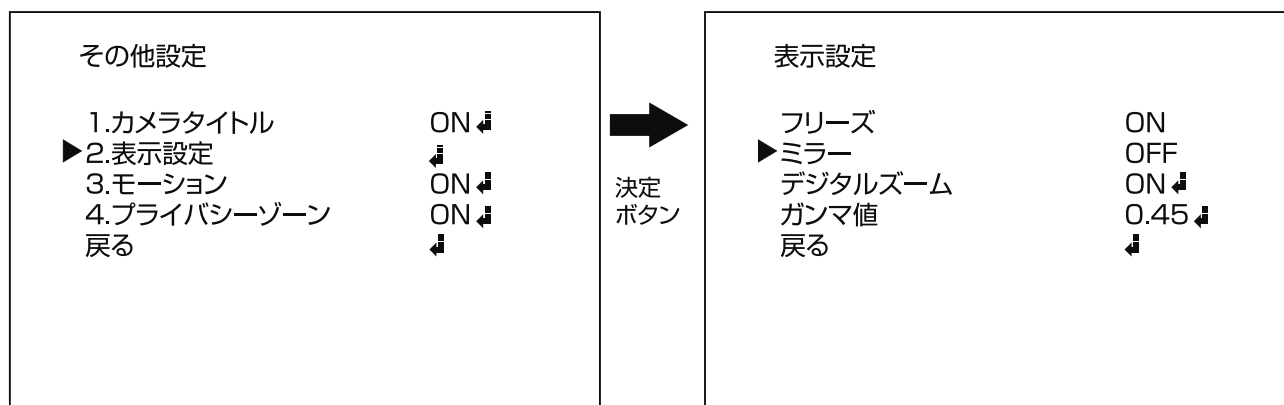 その他設定
1.カメラタイトル ON↲
▶2.表示設定 ↲
3.モーション ON↲
4.プライバシーゾーン ON↲
戻る ↲
決定
ボタン
表示設定
フリーズ ON
▶ミラー OFF
デジタルズーム ON↲
ガンマ値 0.45↲
戻る ↲